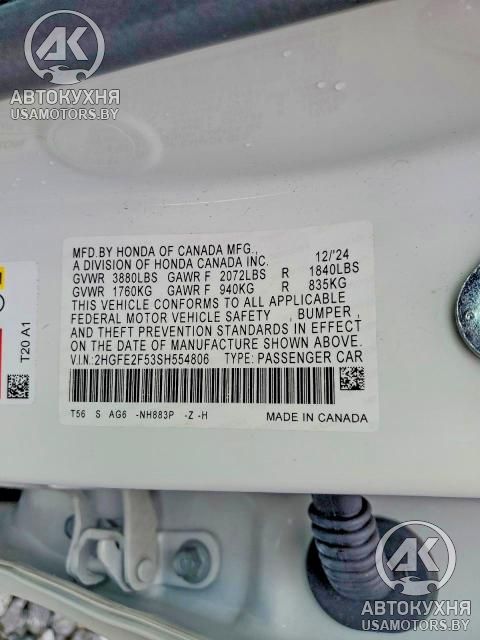 АК
АВТОКУХНЯ
USAMOTORS.BY
MFD.BY HONDA OF CANADA MFG.,
A DIVISION OF HONDA CANADA INC. 12/'24
GVWR 3880LBS GAWR F 2072LBS R 1840LBS
GVWR 1760KG GAWR F 940KG R 835KG
THIS VEHICLE CONFORMS TO ALL APPLICABLE
FEDERAL MOTOR VEHICLE SAFETY , BUMPER ,
AND THEFT PREVENTION STANDARDS IN EFFECT
ON THE DATE OF MANUFACTURE SHOWN ABOVE.
V.I.N: 2HGFE2F53SH554806 TYPE: PASSENGER CAR
T56 S AG6 -NH883P -Z -H
MADE IN CANADA
T20 A1
АК
АВТОКУХНЯ
USAMOTORS.BY